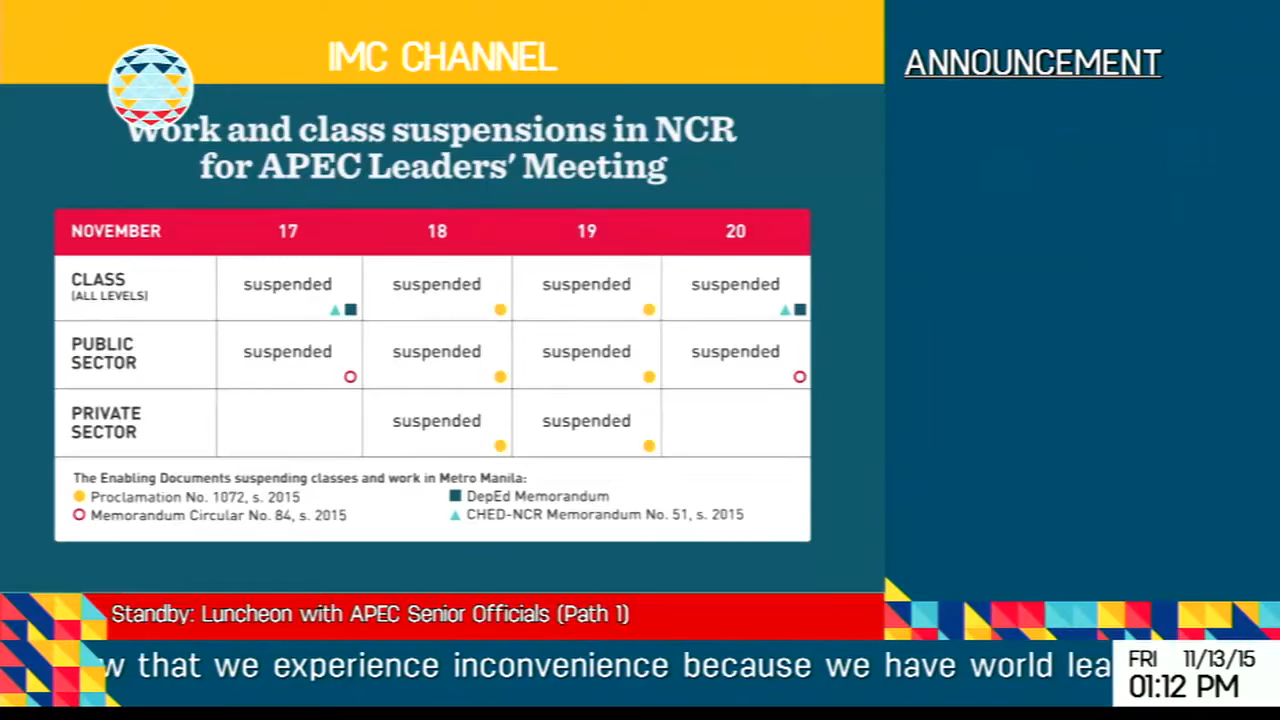 IMC CHANNEL
ANNOUNCEMENT
Work and class suspensions in NCR
for APEC Leaders' Meeting
NOVEMBER 17 18 19 20
CLASS
(ALL LEVELS)
suspended suspended suspended suspended
PUBLIC
SECTOR
suspended suspended suspended suspended
PRIVATE
SECTOR
suspended suspended
The Enabling Documents suspending classes and work in Metro Manila:
Proclamation No. 1072, s. 2015
DepEd Memorandum
Memorandum Circular No. 84, s. 2015
CHED-NCR Memorandum No. 51, s. 2015
Standby: Luncheon with APEC Senior Officials (Path 1)
w that we experience inconvenience because we have world lea
FRI 11/13/15
01:12 PM